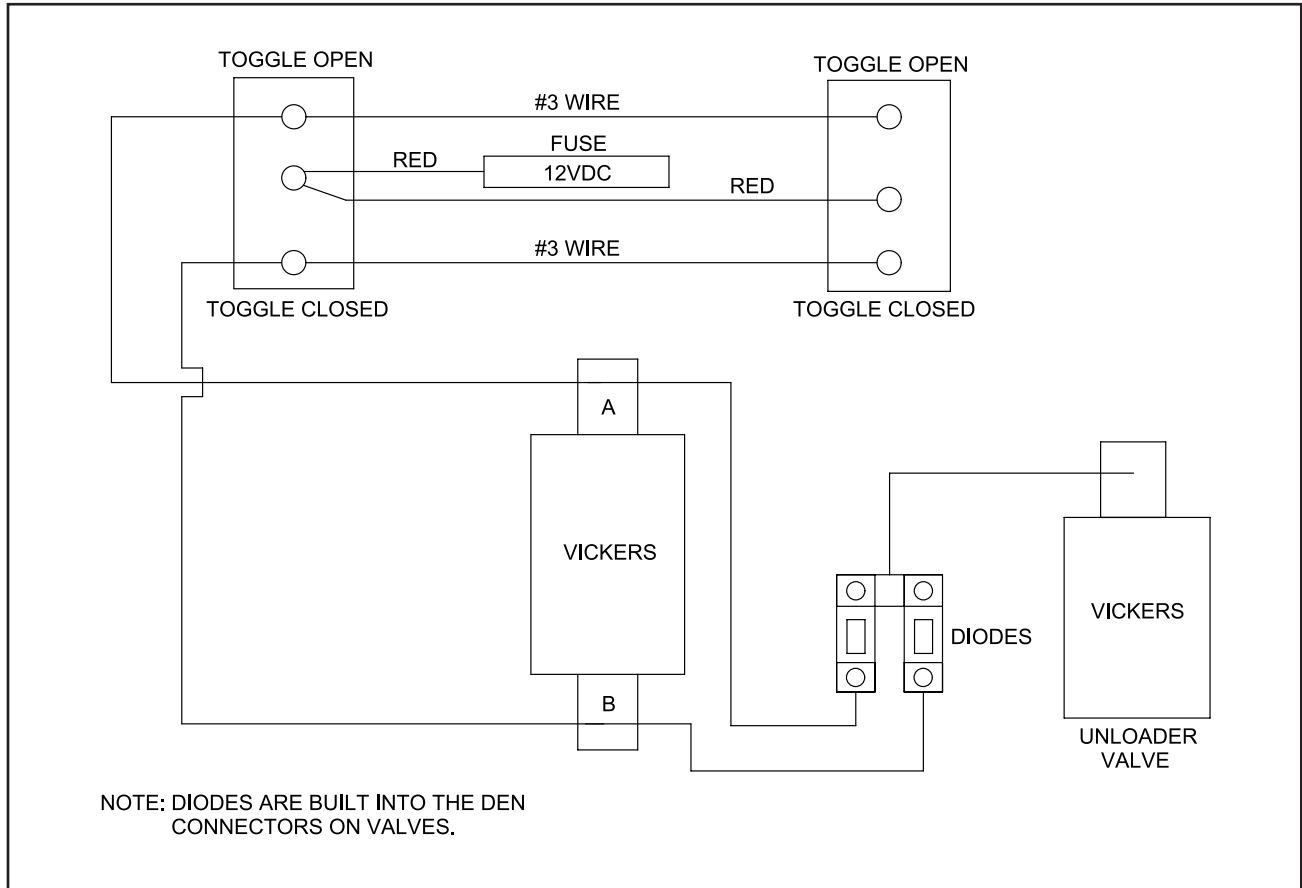 TOGGLE OPEN
TOGGLE OPEN
#3 WIRE
FUSE
RED
12VDC
RED
#3 WIRE
TOGGLE CLOSED
TOGGLE CLOSED
A
VICKERS
B
VICKERS
DIODES
UNLOADER
VALVE
NOTE: DIODES ARE BUILT INTO THE DEN
CONNECTORS ON VALVES.